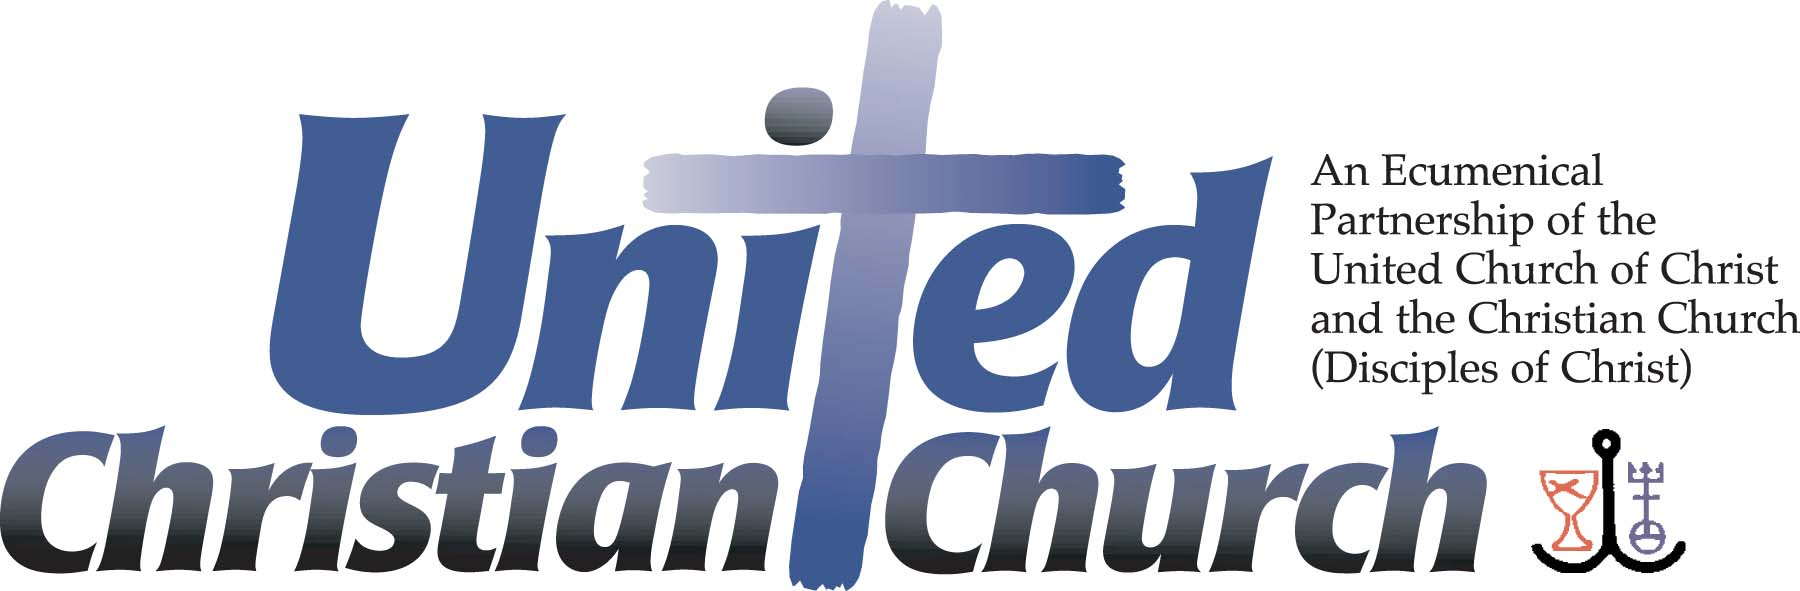 United
Christian Church
An Ecumenical
Partnership of the
United Church of Christ
and the Christian Church
(Disciples of Christ)